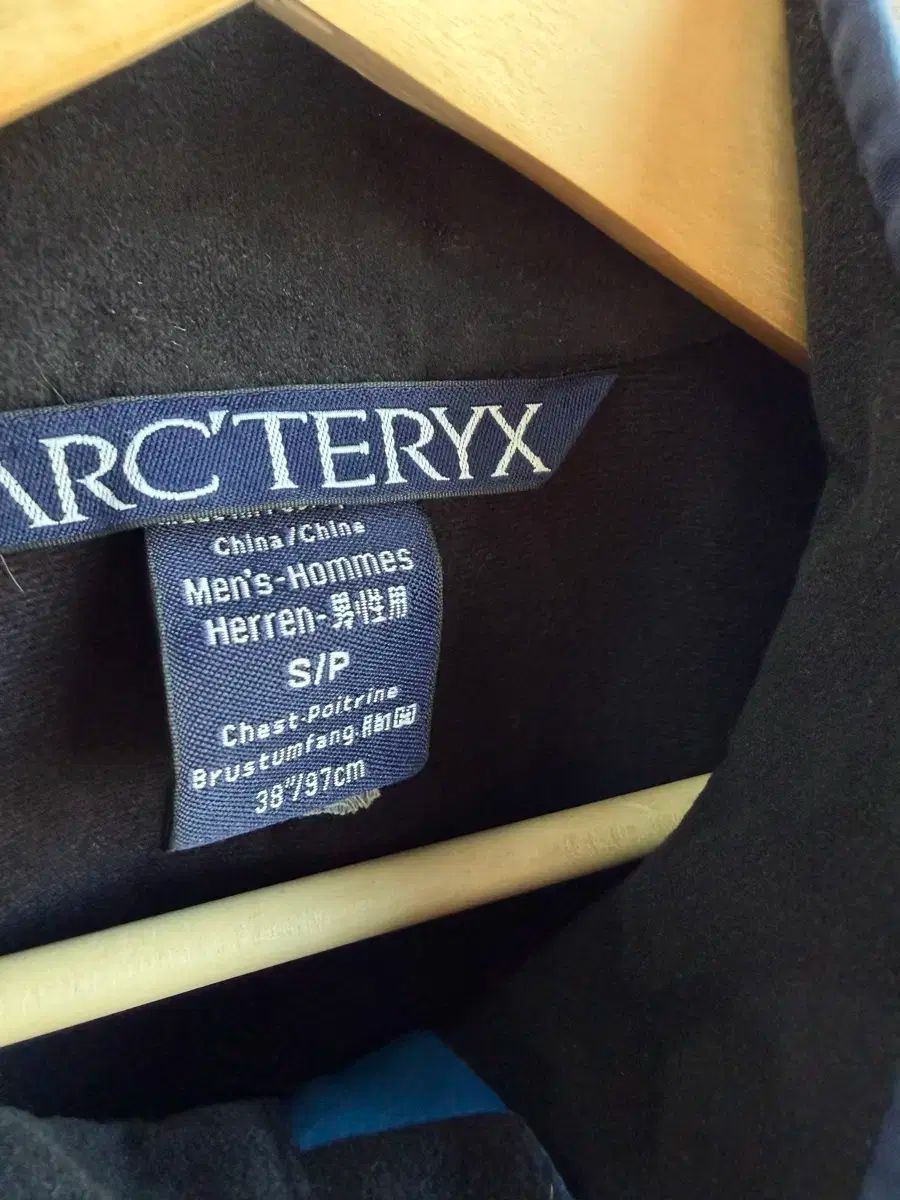 ARC'TERYX
China/Chine
Men's-Hommes
Herren-男性用
S/P
Chest-Poitrine
Brustumfang-胸囲
38"/97cm